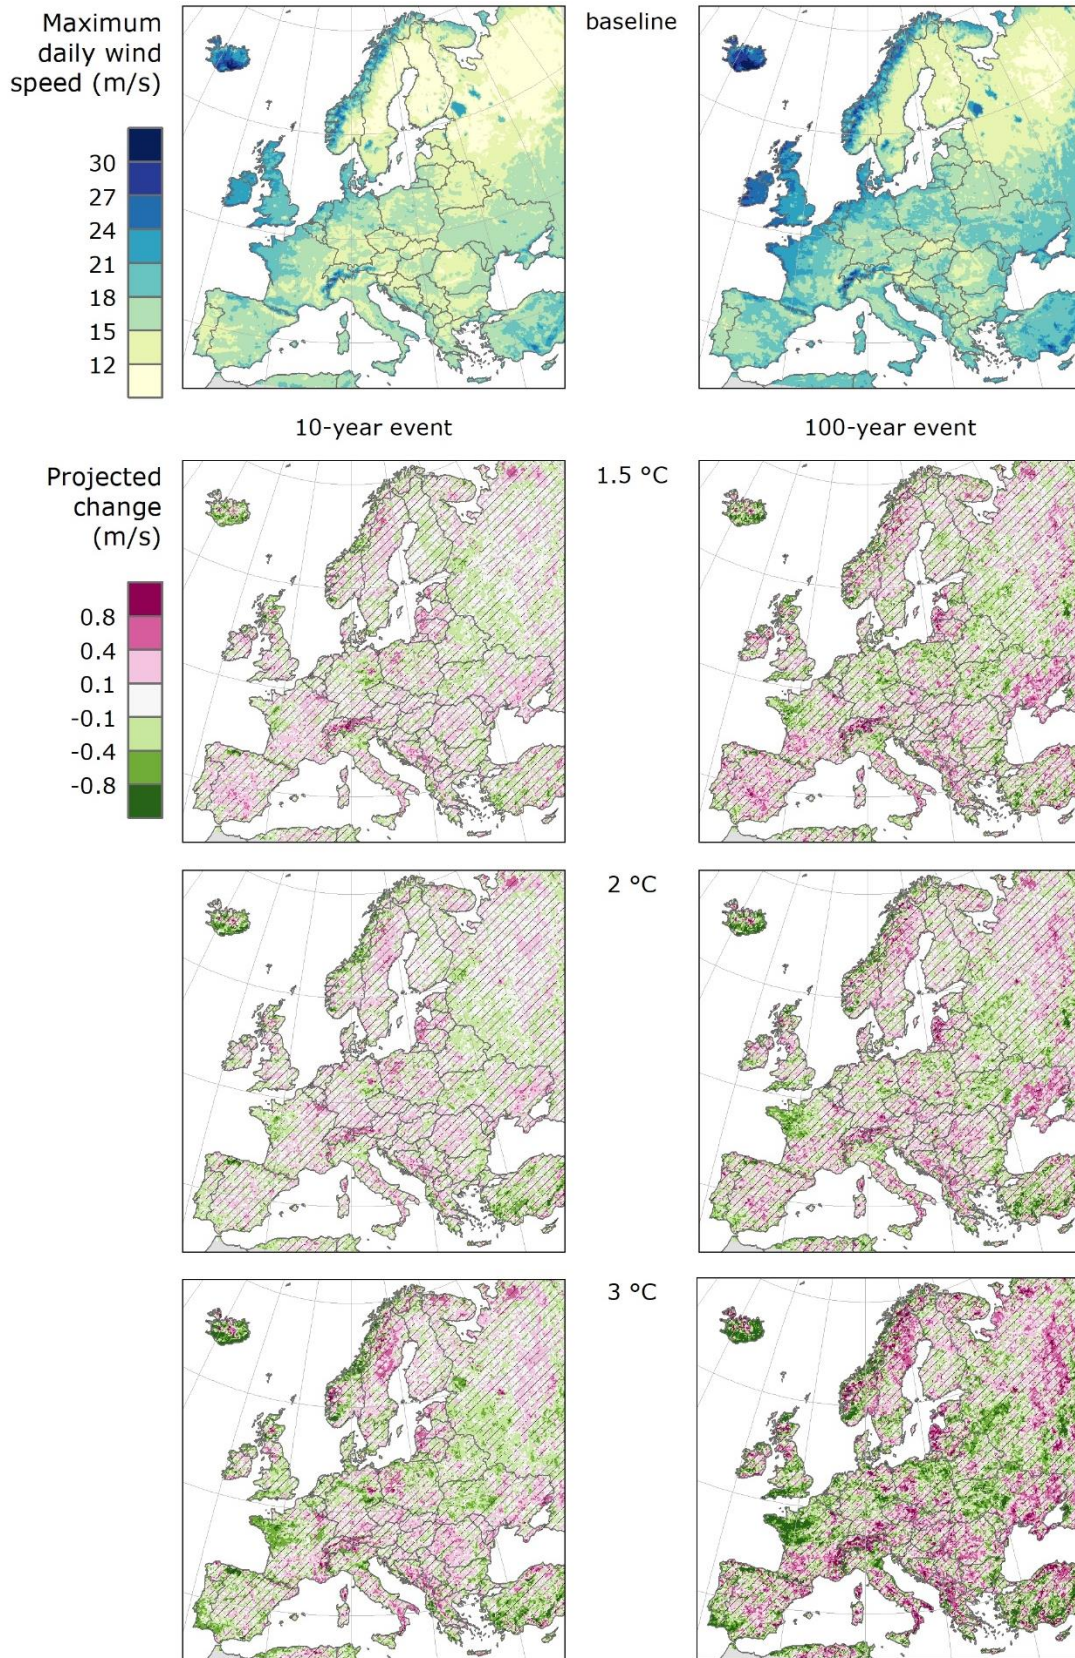 Maximum
daily wind
speed (m/s)
30
27
24
21
18
15
12
baseline
10-year event
100-year event
Projected
change
(m/s)
0.8
0.4
0.1
-0.1
-0.4
-0.8
1.5 °C
2 °C
3 °C